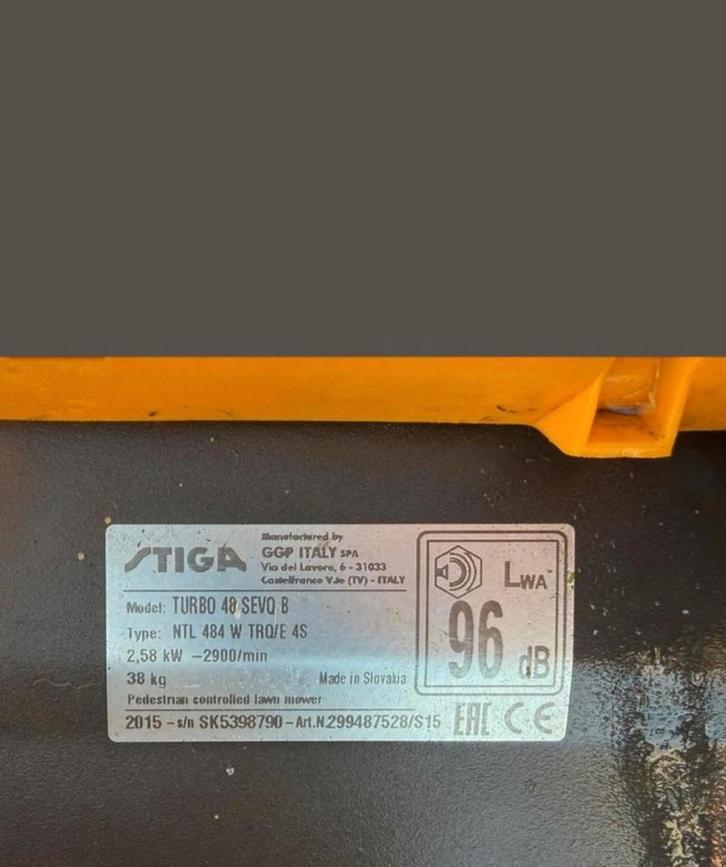 STIGA
Manufactured by
GGP ITALY SPA
Via del Lavoro, 6 - 31033
Castelfranco V.to (TV) - ITALY
Model: TURBO 48 SEVQ B
Type: NTL 484 W TRQ/E 4S
2,58 kW –2900/min
38 kg
Made in Slovakia
Pedestrian controlled lawn mower
2015 – s/n SK5398790 – Art.N.299487528/S15
LWA
96
dB
EAC CE